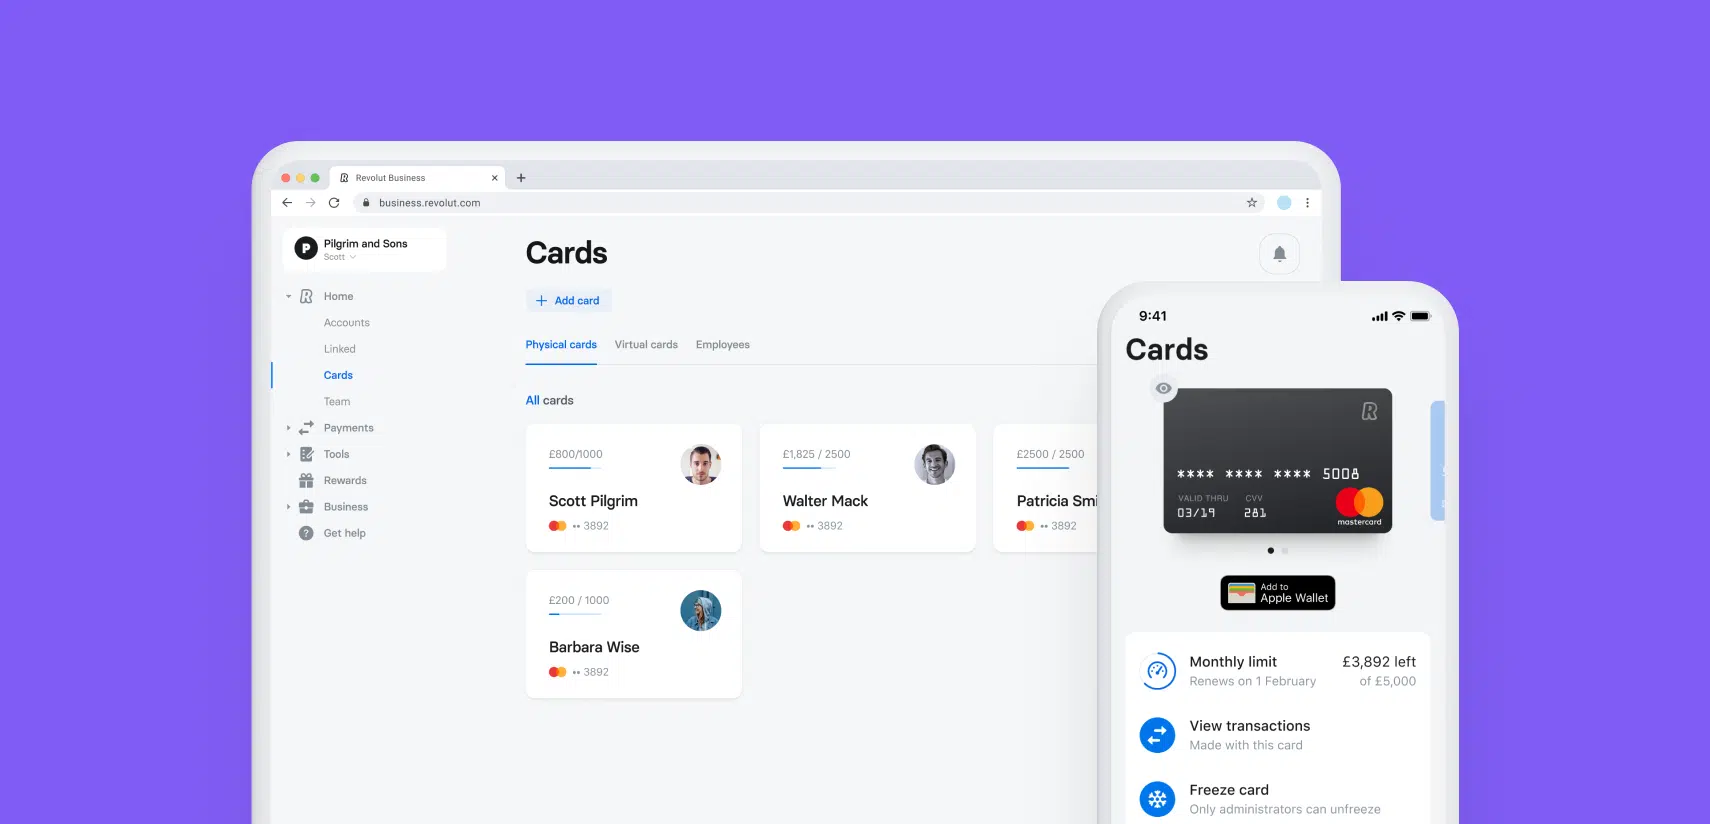 Revolut Business
business.revolut.com
P
Pilgrim and Sons
Scott
Home
Accounts
Linked
Cards
Team
Payments
Tools
Rewards
Business
Get help
Cards
Add card
Physical cards
Virtual cards
Employees
All cards
£800/1000
Scott Pilgrim
•• 3892
£1,825 / 2500
Walter Mack
•• 3892
£2500 / 2500
Patricia Smi
•• 3892
£200 / 1000
Barbara Wise
•• 3892
9:41
Cards
R
**** **** **** 5008
VALID THRU CVV
03/19 281
mastercard
Add to
Apple Wallet
Monthly limit
£3,892 left
Renews on 1 February
of £5,000
View transactions
Made with this card
Freeze card
Only administrators can unfreeze